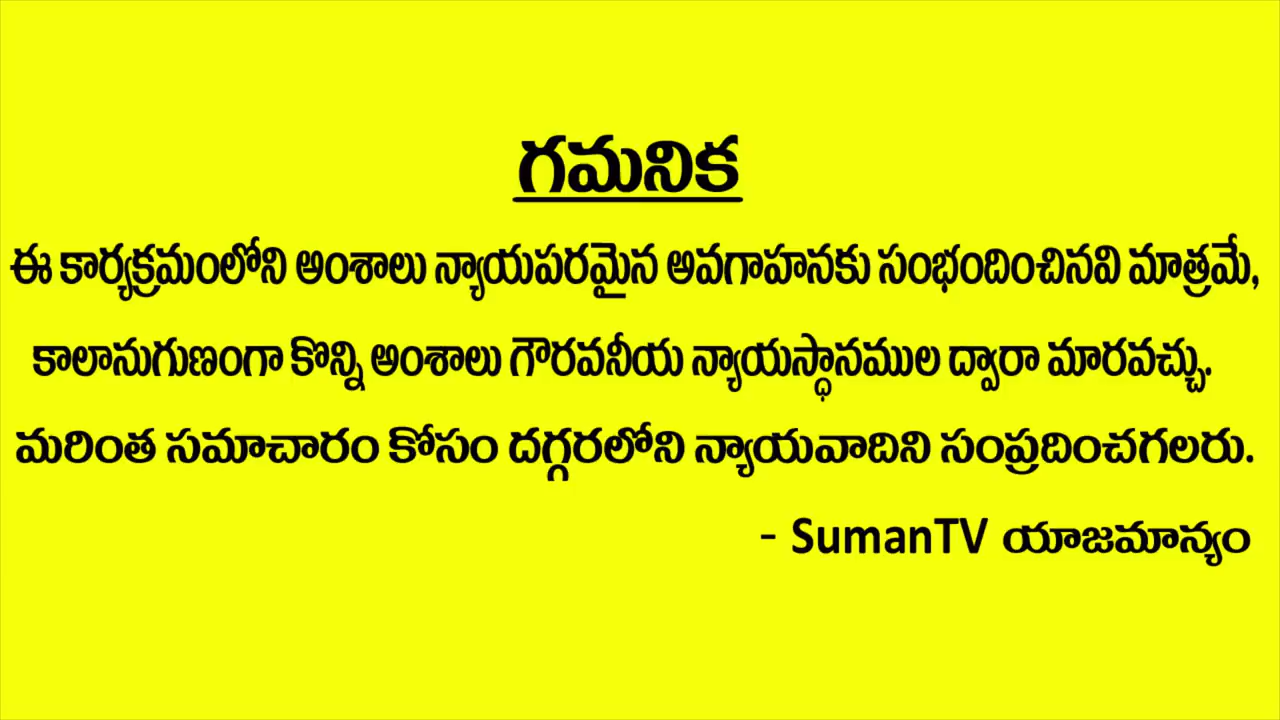 గమనిక
ఈ కార్యక్రమంలోని అంశాలు న్యాయపరమైన అవగాహనకు సంభందించినవి మాత్రమే,
కాలానుగుణంగా కొన్ని అంశాలు గౌరవనీయ న్యాయస్థానముల ద్వారా మారవచ్చు.
మరింత సమాచారం కోసం దగ్గరలోని న్యాయవాదిని సంప్రదించగలరు.
- SumanTV యాజమాన్యం